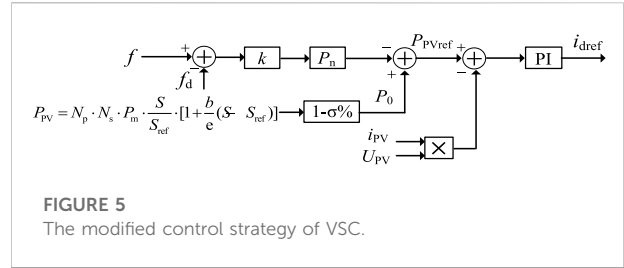 f + − f_d k P_n − + P_PVref + − PI i_dref
P_PV = N_p · N_s · P_m · S/S_ref · [1+ b/e (S- S_ref)] 1-σ% P_0
i_PV
U_PV ×
FIGURE 5
The modified control strategy of VSC.